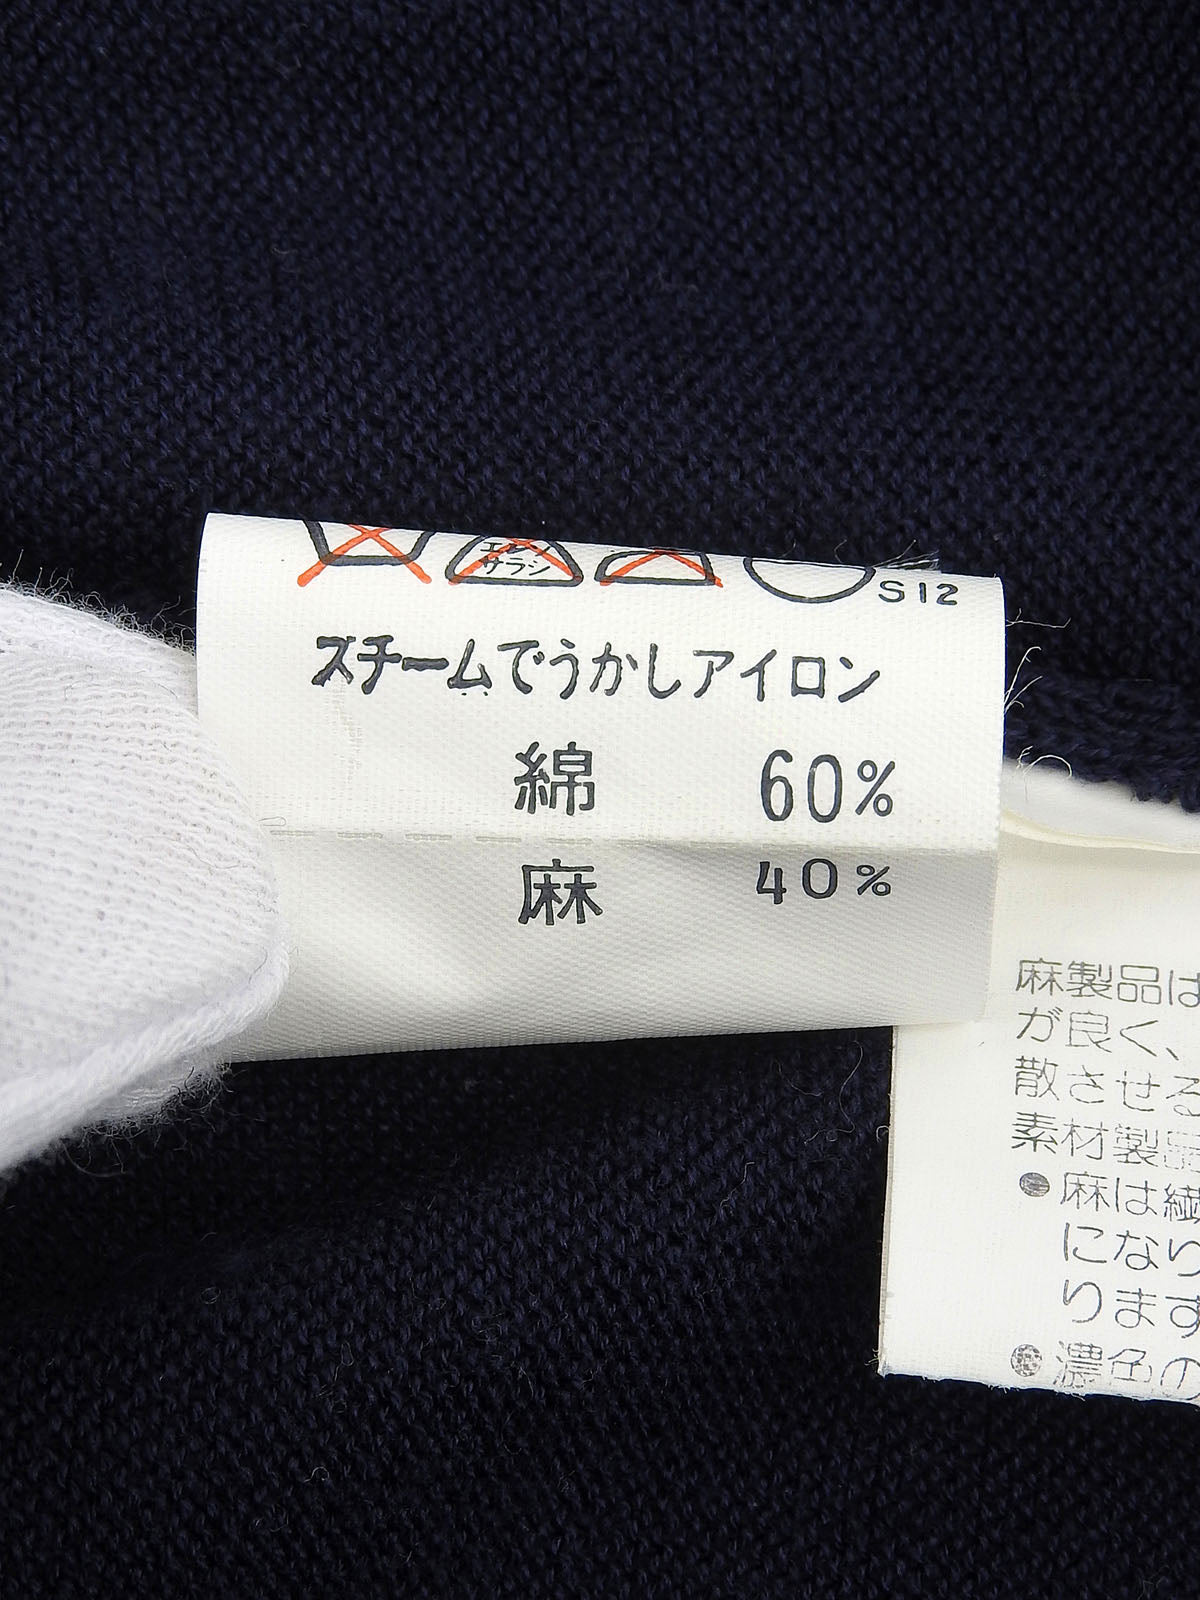 エンソ
サラシ
S12
スチームでうかしアイロン
綿 60%
麻 40%
麻製品は
が良く、
散させる
素材製品
●麻は繊
になり
ります
●濃色の